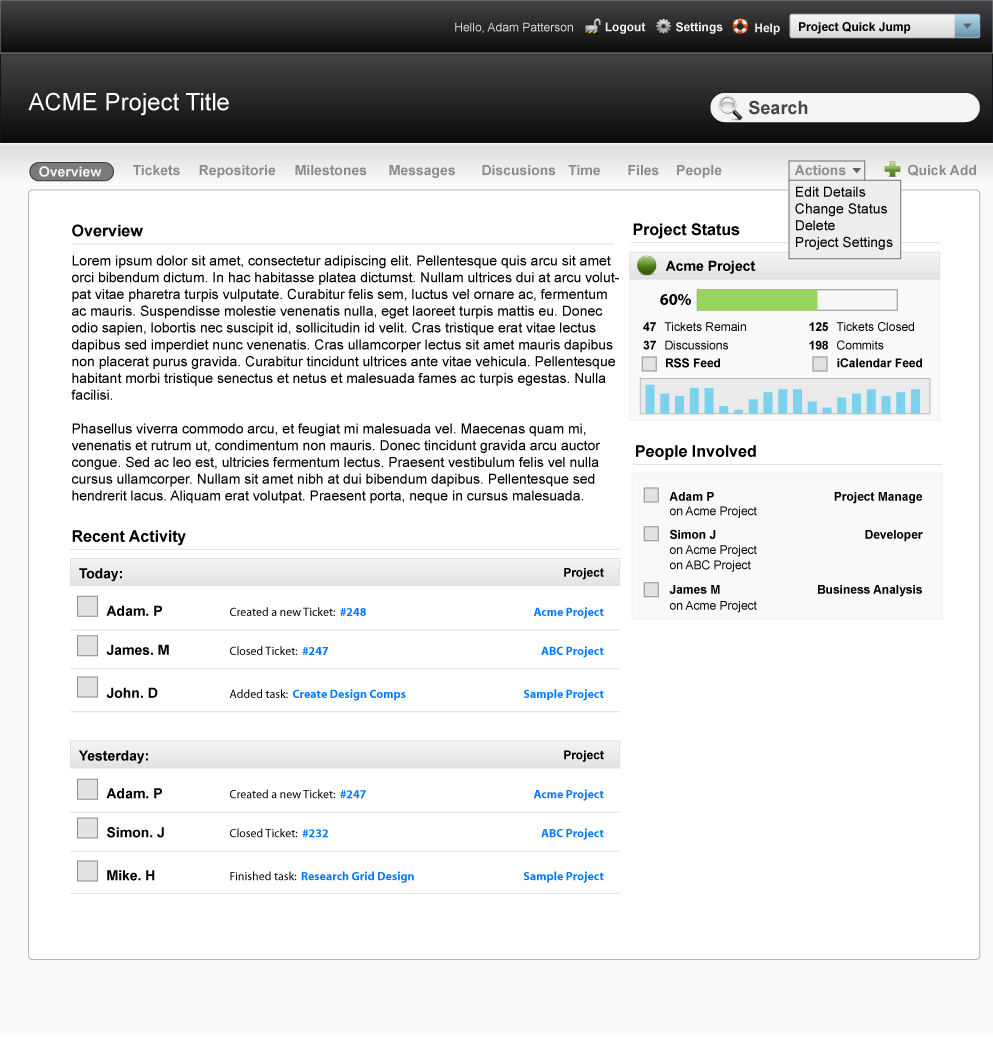 Hello, Adam Patterson Logout Settings Help Project Quick Jump
ACME Project Title
Search
Overview Tickets Repositorie Milestones Messages Discusions Time Files People Actions Quick Add
Edit Details
Change Status
Delete
Project Settings
Overview
Lorem ipsum dolor sit amet, consectetur adipiscing elit. Pellentesque quis arcu sit amet
orci bibendum dictum. In hac habitasse platea dictumst. Nullam ultrices dui at arcu volut-
pat vitae pharetra turpis vulputate. Curabitur felis sem, luctus vel ornare ac, fermentum
ac mauris. Suspendisse molestie venenatis nulla, eget laoreet turpis mattis eu. Donec
odio sapien, lobortis nec suscipit id, sollicitudin id velit. Cras tristique erat vitae lectus
dapibus sed imperdiet nunc venenatis. Cras ullamcorper lectus sit amet mauris dapibus
non placerat purus gravida. Curabitur tincidunt ultrices ante vitae vehicula. Pellentesque
habitant morbi tristique senectus et netus et malesuada fames ac turpis egestas. Nulla
facilisi.
Phasellus viverra commodo arcu, et feugiat mi malesuada vel. Maecenas quam mi,
venenatis et rutrum ut, condimentum non mauris. Donec tincidunt gravida arcu auctor
congue. Sed ac leo est, ultricies fermentum lectus. Praesent vestibulum felis vel nulla
cursus ullamcorper. Nullam sit amet nibh at dui bibendum dapibus. Pellentesque sed
hendrerit lacus. Aliquam erat volutpat. Praesent porta, neque in cursus malesuada.
Recent Activity
Today: Project
Adam. P Created a new Ticket: #248 Acme Project
James. M Closed Ticket: #247 ABC Project
John. D Added task: Create Design Comps Sample Project
Yesterday: Project
Adam. P Created a new Ticket: #247 Acme Project
Simon. J Closed Ticket: #232 ABC Project
Mike. H Finished task: Research Grid Design Sample Project
Project Status
Acme Project
60%
47 Tickets Remain 125 Tickets Closed
37 Discussions 198 Commits
RSS Feed iCalendar Feed
People Involved
Adam P Project Manage
on Acme Project
Simon J Developer
on Acme Project
on ABC Project
James M Business Analysis
on Acme Project